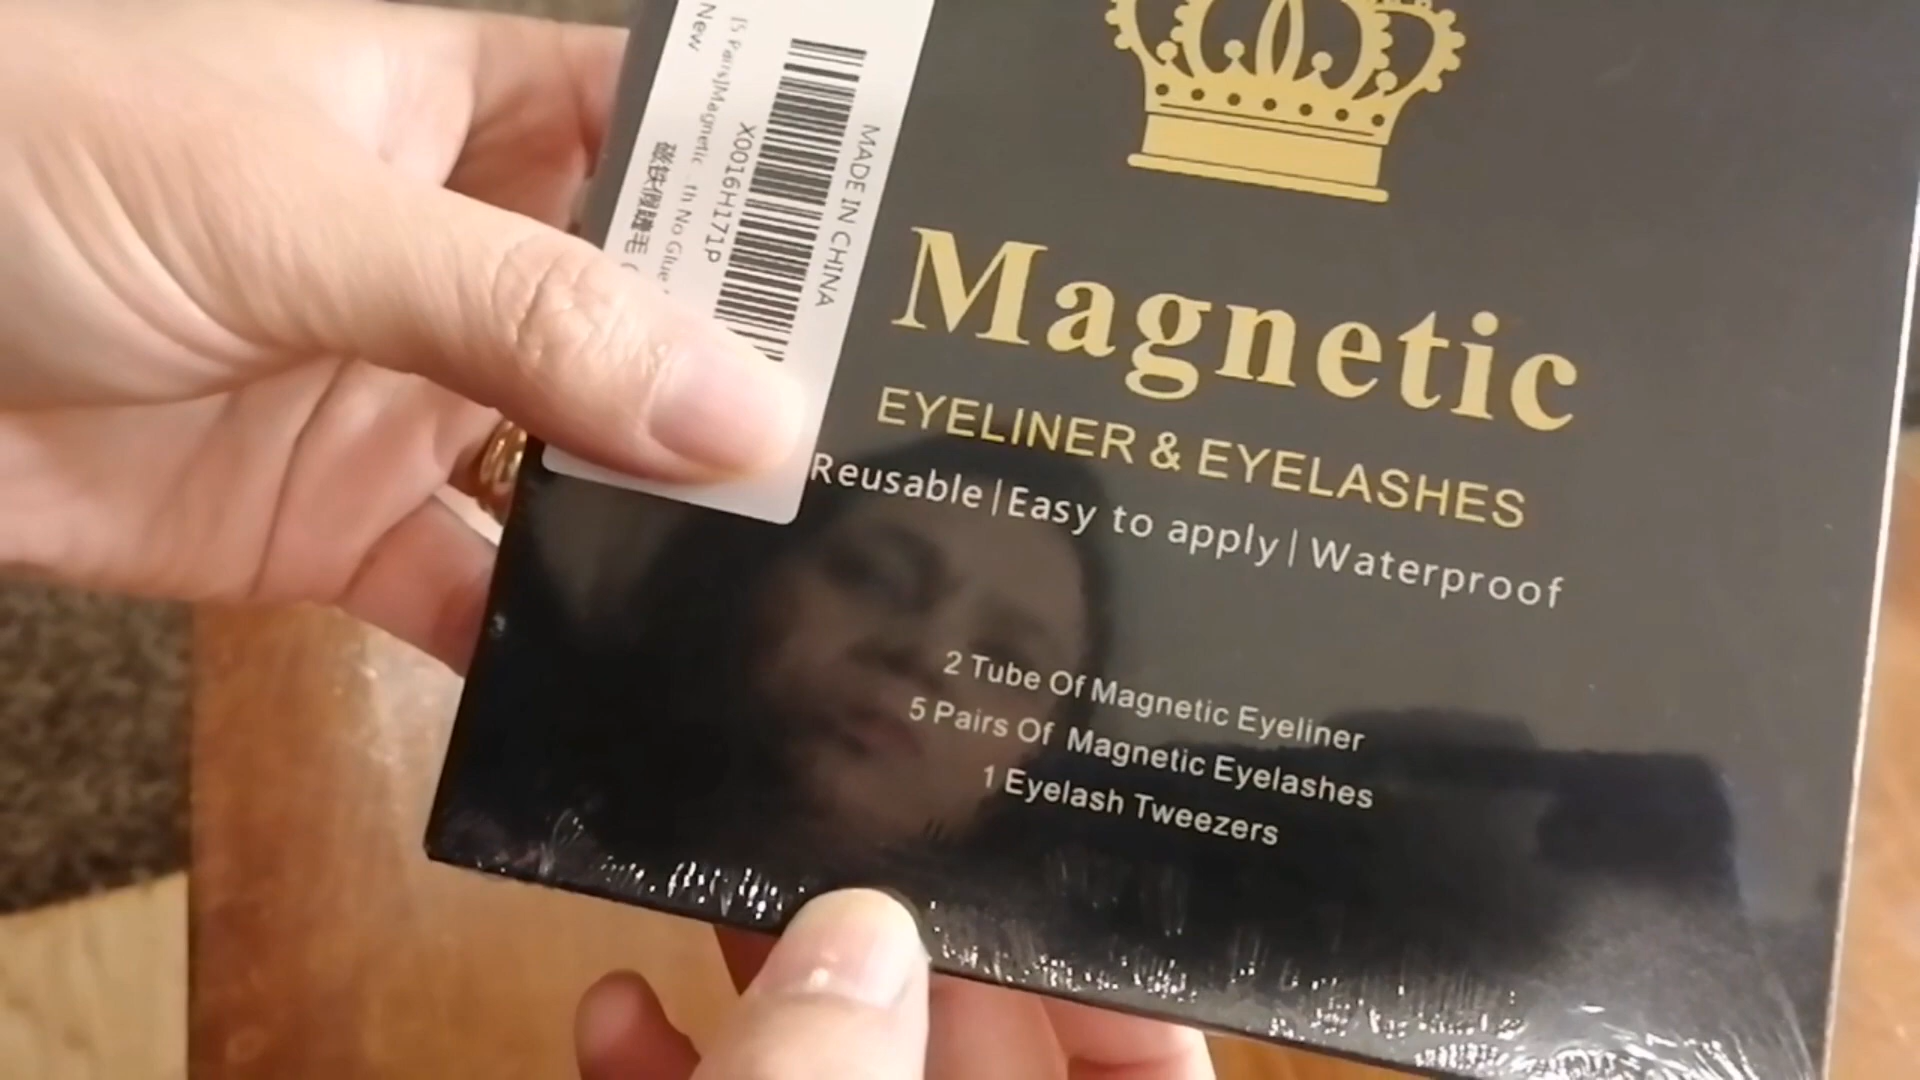 MADE IN CHINA
X0016H171P
[5 Pairs]Magnetic
th No Glue
New
磁铁假睫毛
Magnetic
EYELINER & EYELASHES
Reusable|Easy to apply|Waterproof
2 Tube Of Magnetic Eyeliner
5 Pairs Of Magnetic Eyelashes
1 Eyelash Tweezers